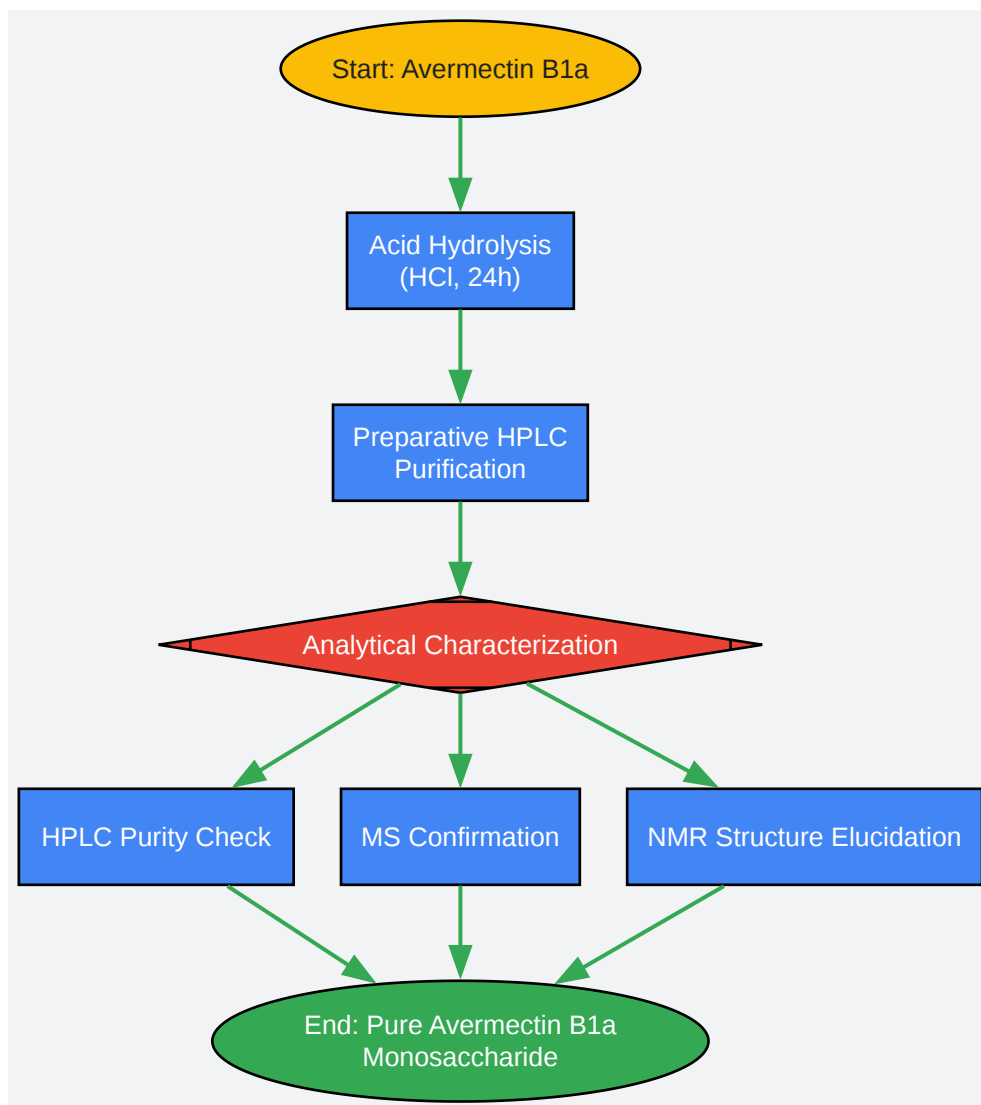 Start: Avermectin B1a
Acid Hydrolysis
(HCl, 24h)
Preparative HPLC
Purification
Analytical Characterization
HPLC Purity Check
MS Confirmation
NMR Structure Elucidation
End: Pure Avermectin B1a
Monosaccharide